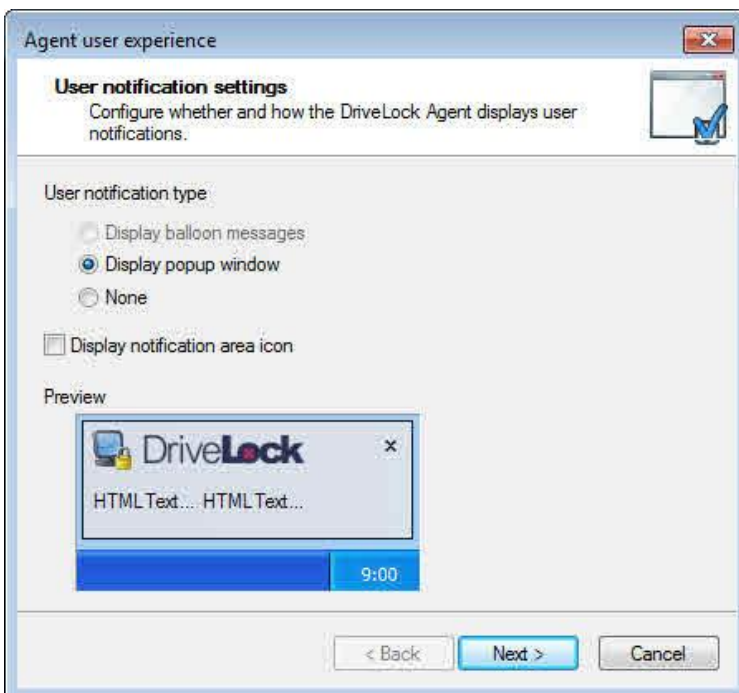 Agent user experience
User notification settings
Configure whether and how the DriveLock Agent displays user
notifications.
User notification type
Display balloon messages
Display popup window
None
Display notification area icon
Preview
DriveLock
x
HTML Text... HTML Text...
9:00
< Back
Next >
Cancel